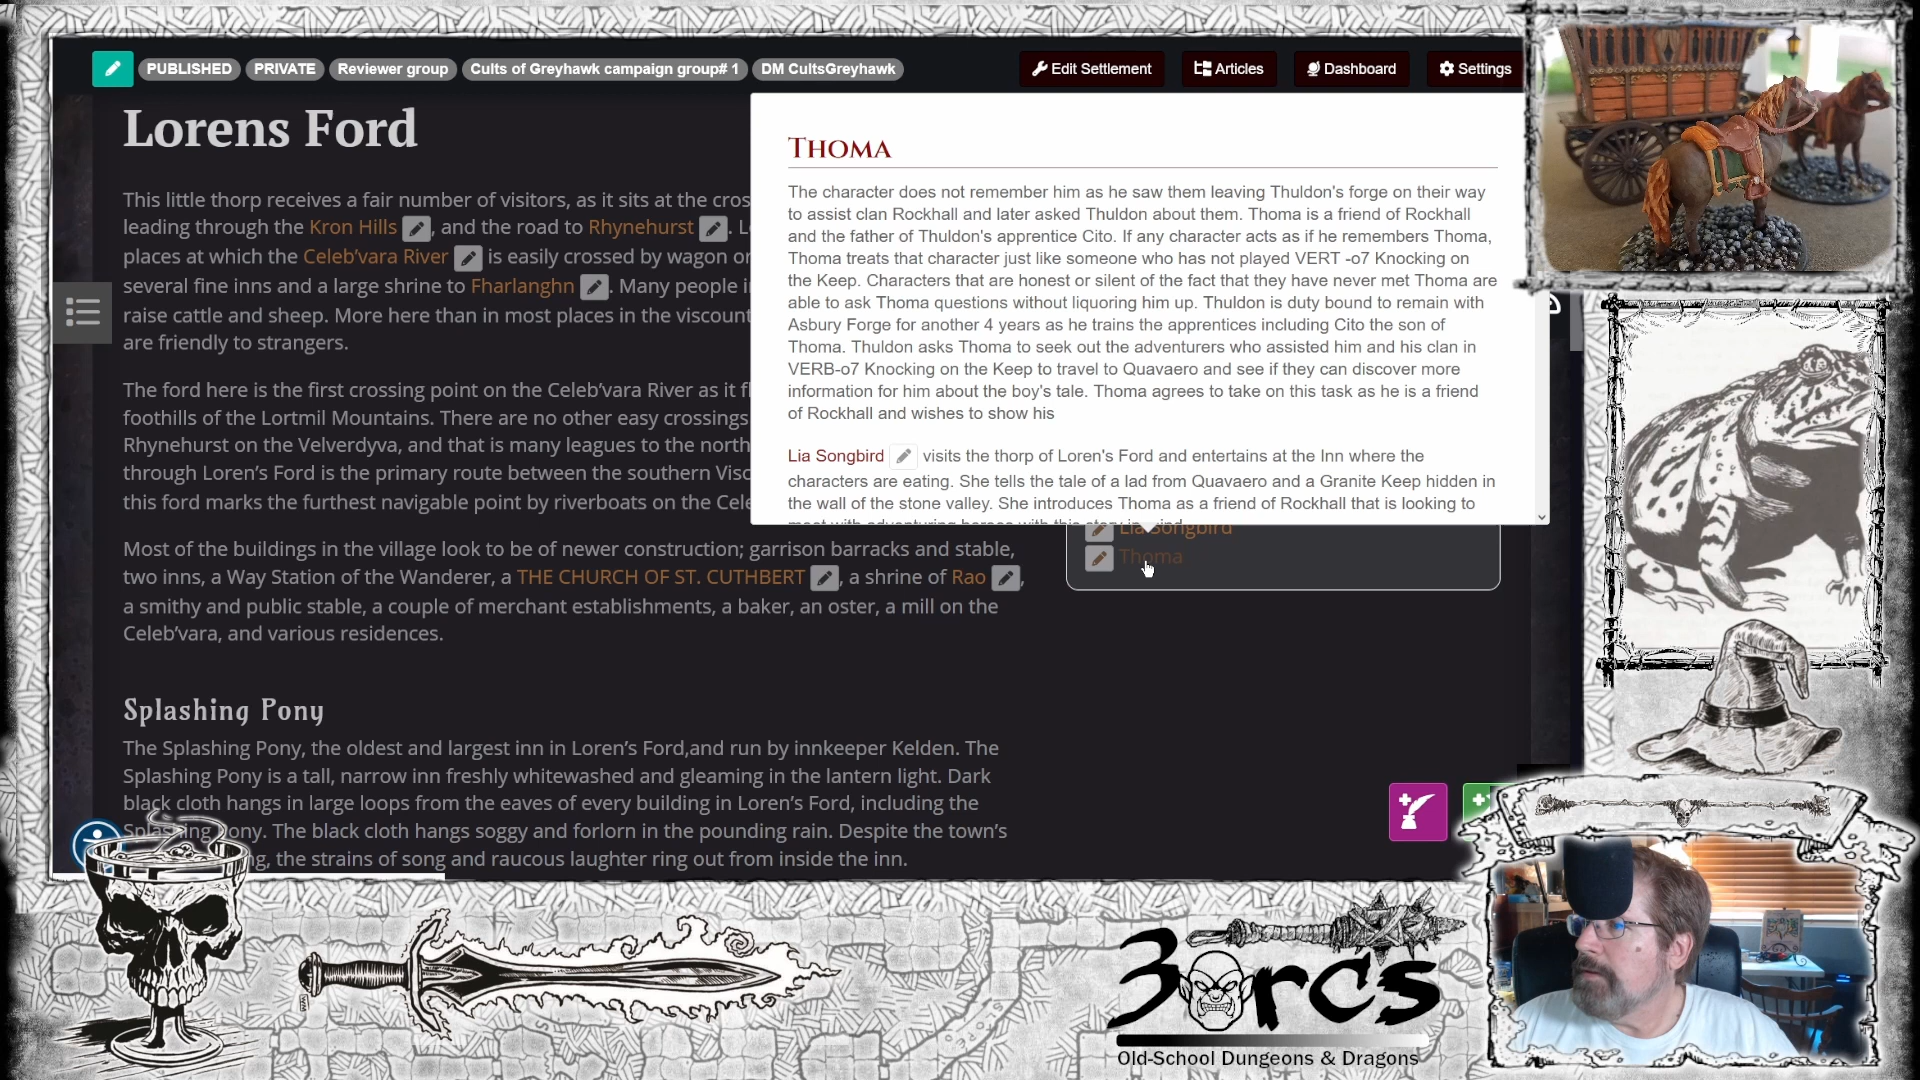 PUBLISHED PRIVATE Reviewer group Cults of Greyhawk campaign group# 1 DM CultsGreyhawk
Edit Settlement Articles Dashboard Settings
Lorens Ford
This little thorp receives a fair number of visitors, as it sits at the
leading through the Kron Hills , and the road to Rhynehurst .
places at which the Celeb'vara River is easily crossed by wagon
several fine inns and a large shrine to Fharlanghn . Many people
raise cattle and sheep. More here than in most places in the
are friendly to strangers.
The ford here is the first crossing point on the Celeb'vara River as it
foothills of the Lortmil Mountains. There are no other easy crossings
Rhynehurst on the Velverdyva, and that is many leagues to the north
through Loren's Ford is the primary route between the southern
this ford marks the furthest navigable point by riverboats on the
Most of the buildings in the village look to be of newer construction; garrison barracks and stable,
two inns, a Way Station of the Wanderer, a THE CHURCH OF ST. CUTHBERT , a shrine of Rao ,
a smithy and public stable, a couple of merchant establishments, a baker, an oster, a mill on the
Celeb'vara, and various residences.
Splashing Pony
The Splashing Pony, the oldest and largest inn in Loren's Ford,and run by innkeeper Kelden. The
Splashing Pony is a tall, narrow inn freshly whitewashed and gleaming in the lantern light. Dark
black cloth hangs in large loops from the eaves of every building in Loren's Ford, including the
The black cloth hangs soggy and forlorn in the pounding rain. Despite the town's
the strains of song and raucous laughter ring out from inside the inn.
THOMA
The character does not remember him as he saw them leaving Thuldon's forge on their way
to assist clan Rockhall and later asked Thuldon about them. Thoma is a friend of Rockhall
and the father of Thuldon's apprentice Cito. If any character acts as if he remembers Thoma,
Thoma treats that character just like someone who has not played VERT -o7 Knocking on
the Keep. Characters that are honest or silent of the fact that they have never met Thoma are
able to ask Thoma questions without liquoring him up. Thuldon is duty bound to remain with
Asbury Forge for another 4 years as he trains the apprentices including Cito the son of
Thoma. Thuldon asks Thoma to seek out the adventurers who assisted him and his clan in
VERB-o7 Knocking on the Keep to travel to Quavaero and see if they can discover more
information for him about the boy's tale. Thoma agrees to take on this task as he is a friend
of Rockhall and wishes to show his
Lia Songbird visits the thorp of Loren's Ford and entertains at the Inn where the
characters are eating. She tells the tale of a lad from Quavaero and a Granite Keep hidden in
the wall of the stone valley. She introduces Thoma as a friend of Rockhall that is looking to
Lia Songbird
Thoma
3 orcs
Old-School Dungeons & Dragons